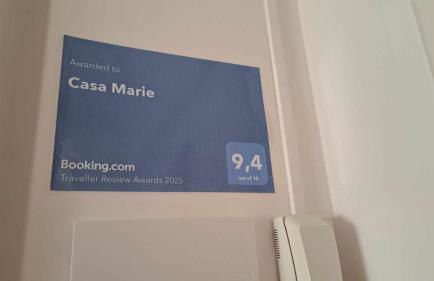 Awarded to
Casa Marie
Booking.com
Traveller Review Awards 2025
9,4
out of 10